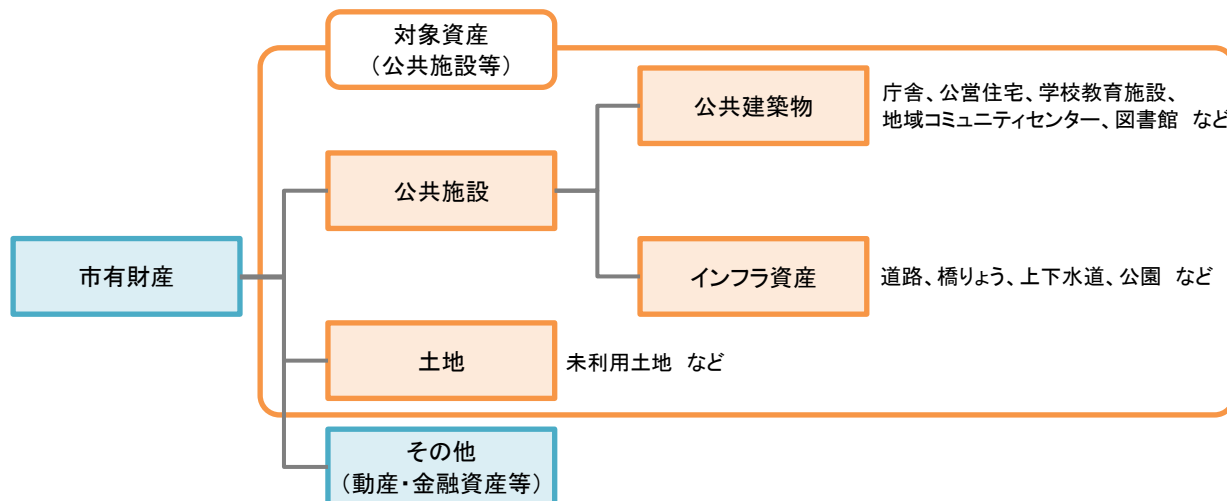 対象資産
（公共施設等）
公共建築物
庁舎、公営住宅、学校教育施設、
地域コミュニティセンター、図書館 など
公共施設
市有財産
インフラ資産
道路、橋りょう、上下水道、公園 など
土地
未利用土地 など
その他
（動産・金融資産等）